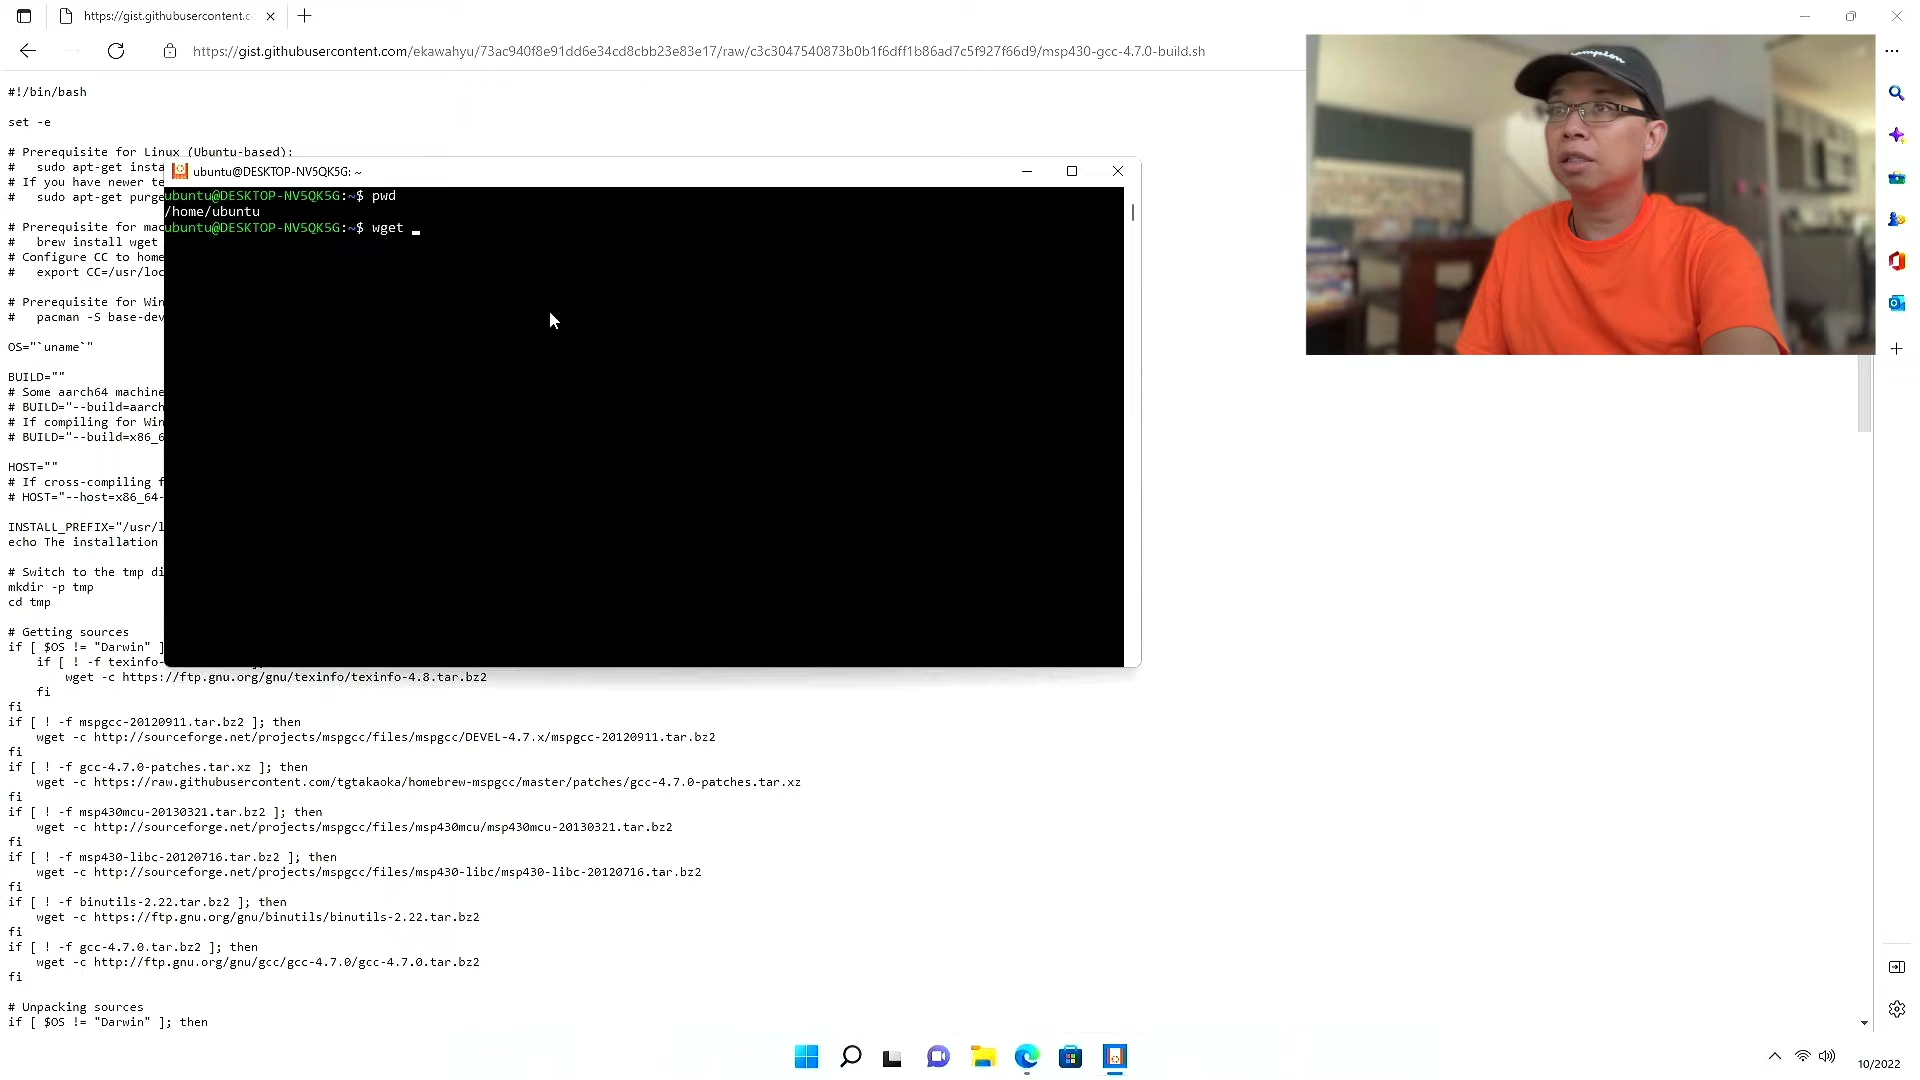 https://gist.githubusercontent.c
https://gist.githubusercontent.com/ekawahyu/73ac940f8e91dd6e34cd8cbb23e83e17/raw/c3c3047540873b0b1f6dff1b86ad7c5f927f66d9/msp430-gcc-4.7.0-build.sh
#!/bin/bash
set -e
# Prerequisite for Linux (Ubuntu-based):
#   sudo apt-get insta
# If you have newer te
#   sudo apt-get purge
# Prerequisite for mac
#   brew install wget
# Configure CC to home
#   export CC=/usr/loc
# Prerequisite for Win
#   pacman -S base-dev
OS="`uname`"
BUILD=""
# Some aarch64 machine
# BUILD="--build=aarch
# If compiling for Win
# BUILD="--build=x86_6
HOST=""
# If cross-compiling f
# HOST="--host=x86_64-
INSTALL_PREFIX="/usr/l
echo The installation
# Switch to the tmp di
mkdir -p tmp
cd tmp
# Getting sources
if [ $OS != "Darwin" ]
    if [ ! -f texinfo-
        wget -c https://ftp.gnu.org/gnu/texinfo/texinfo-4.8.tar.bz2
    fi
fi
if [ ! -f mspgcc-20120911.tar.bz2 ]; then
    wget -c http://sourceforge.net/projects/mspgcc/files/mspgcc/DEVEL-4.7.x/mspgcc-20120911.tar.bz2
fi
if [ ! -f gcc-4.7.0-patches.tar.xz ]; then
    wget -c https://raw.githubusercontent.com/tgtakaoka/homebrew-mspgcc/master/patches/gcc-4.7.0-patches.tar.xz
fi
if [ ! -f msp430mcu-20130321.tar.bz2 ]; then
    wget -c http://sourceforge.net/projects/mspgcc/files/msp430mcu/msp430mcu-20130321.tar.bz2
fi
if [ ! -f msp430-libc-20120716.tar.bz2 ]; then
    wget -c http://sourceforge.net/projects/mspgcc/files/msp430-libc/msp430-libc-20120716.tar.bz2
fi
if [ ! -f binutils-2.22.tar.bz2 ]; then
    wget -c https://ftp.gnu.org/gnu/binutils/binutils-2.22.tar.bz2
fi
if [ ! -f gcc-4.7.0.tar.bz2 ]; then
    wget -c http://ftp.gnu.org/gnu/gcc/gcc-4.7.0/gcc-4.7.0.tar.bz2
fi
# Unpacking sources
if [ $OS != "Darwin" ]; then
ubuntu@DESKTOP-NV5QK5G: ~
ubuntu@DESKTOP-NV5QK5G:~$ pwd
/home/ubuntu
ubuntu@DESKTOP-NV5QK5G:~$ wget _
Champion
10/2022